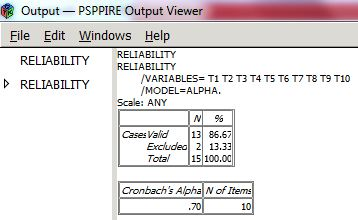 Output — PSPPIRE Output Viewer
File Edit Windows Help
RELIABILITY
RELIABILITY
RELIABILITY
RELIABILITY
/VARIABLES= T1 T2 T3 T4 T5 T6 T7 T8 T9 T10
/MODEL=ALPHA.
Scale: ANY
N %
Cases Valid 13 86.67
Excluded 2 13.33
Total 15 100.00
Cronbach's Alpha N of Items
.70 10